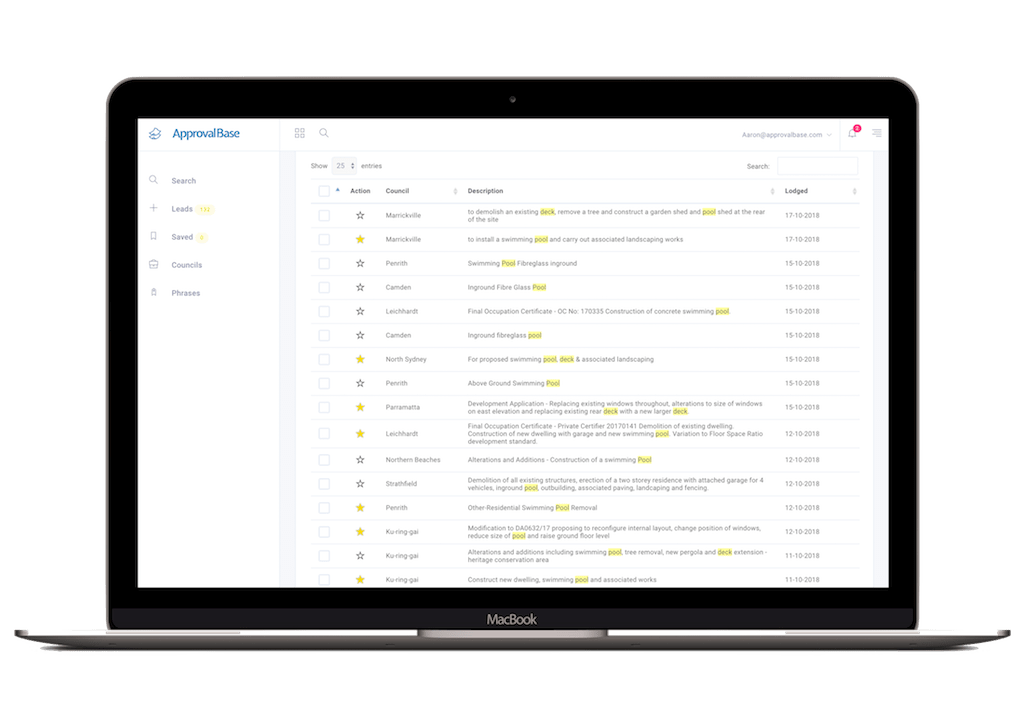 ApprovalBase
Aaron@approvalbase.com
3
Show 25 entries
Search:
Search
Leads
Saved
Councils
Phrases
Action Council Description Lodged
Marrickville to demolish an existing deck, remove a tree and construct a garden shed and pool shed at the rear 17-10-2018
of the site
Marrickville to install a swimming pool and carry out associated landscaping works 17-10-2018
Penrith Swimming Pool Fibreglass inground 15-10-2018
Camden Inground Fibre Glass Pool 15-10-2018
Leichhardt Final Occupation Certificate - OC No: 170335 Construction of concrete swimming pool. 15-10-2018
Camden Inground fibreglass pool 15-10-2018
North Sydney For proposed swimming pool, deck & associated landscaping 15-10-2018
Penrith Above Ground Swimming Pool 15-10-2018
Parramatta Development Application - Replacing existing windows throughout, alterations to size of windows 15-10-2018
on east elevation and replacing existing rear deck with a new larger deck.
Leichhardt Final Occupation Certificate - Private Certifier 20170141 Demolition of existing dwelling. 12-10-2018
Construction of new dwelling with garage and new swimming pool. Variation to Floor Space Ratio
development standard.
Northern Beaches Alterations and Additions - Construction of a swimming Pool 12-10-2018
Strathfield Demolition of all existing structures, erection of a two storey residence with attached garage for 4 12-10-2018
vehicles, inground pool, outbuilding, associated paving, landcaping and fencing.
Penrith Other-Residential Swimming Pool Removal 12-10-2018
Ku-ring-gai Modification to DA0632/17 proposing to reconfigure internal layout, change position of windows, 12-10-2018
reduce size of pool and raise ground floor level
Ku-ring-gai Alterations and additions including swimming pool, tree removal, new pergola and deck extension - 11-10-2018
heritage conservation area
Ku-ring-gai Construct new dwelling, swimming pool and associated works 11-10-2018
MacBook